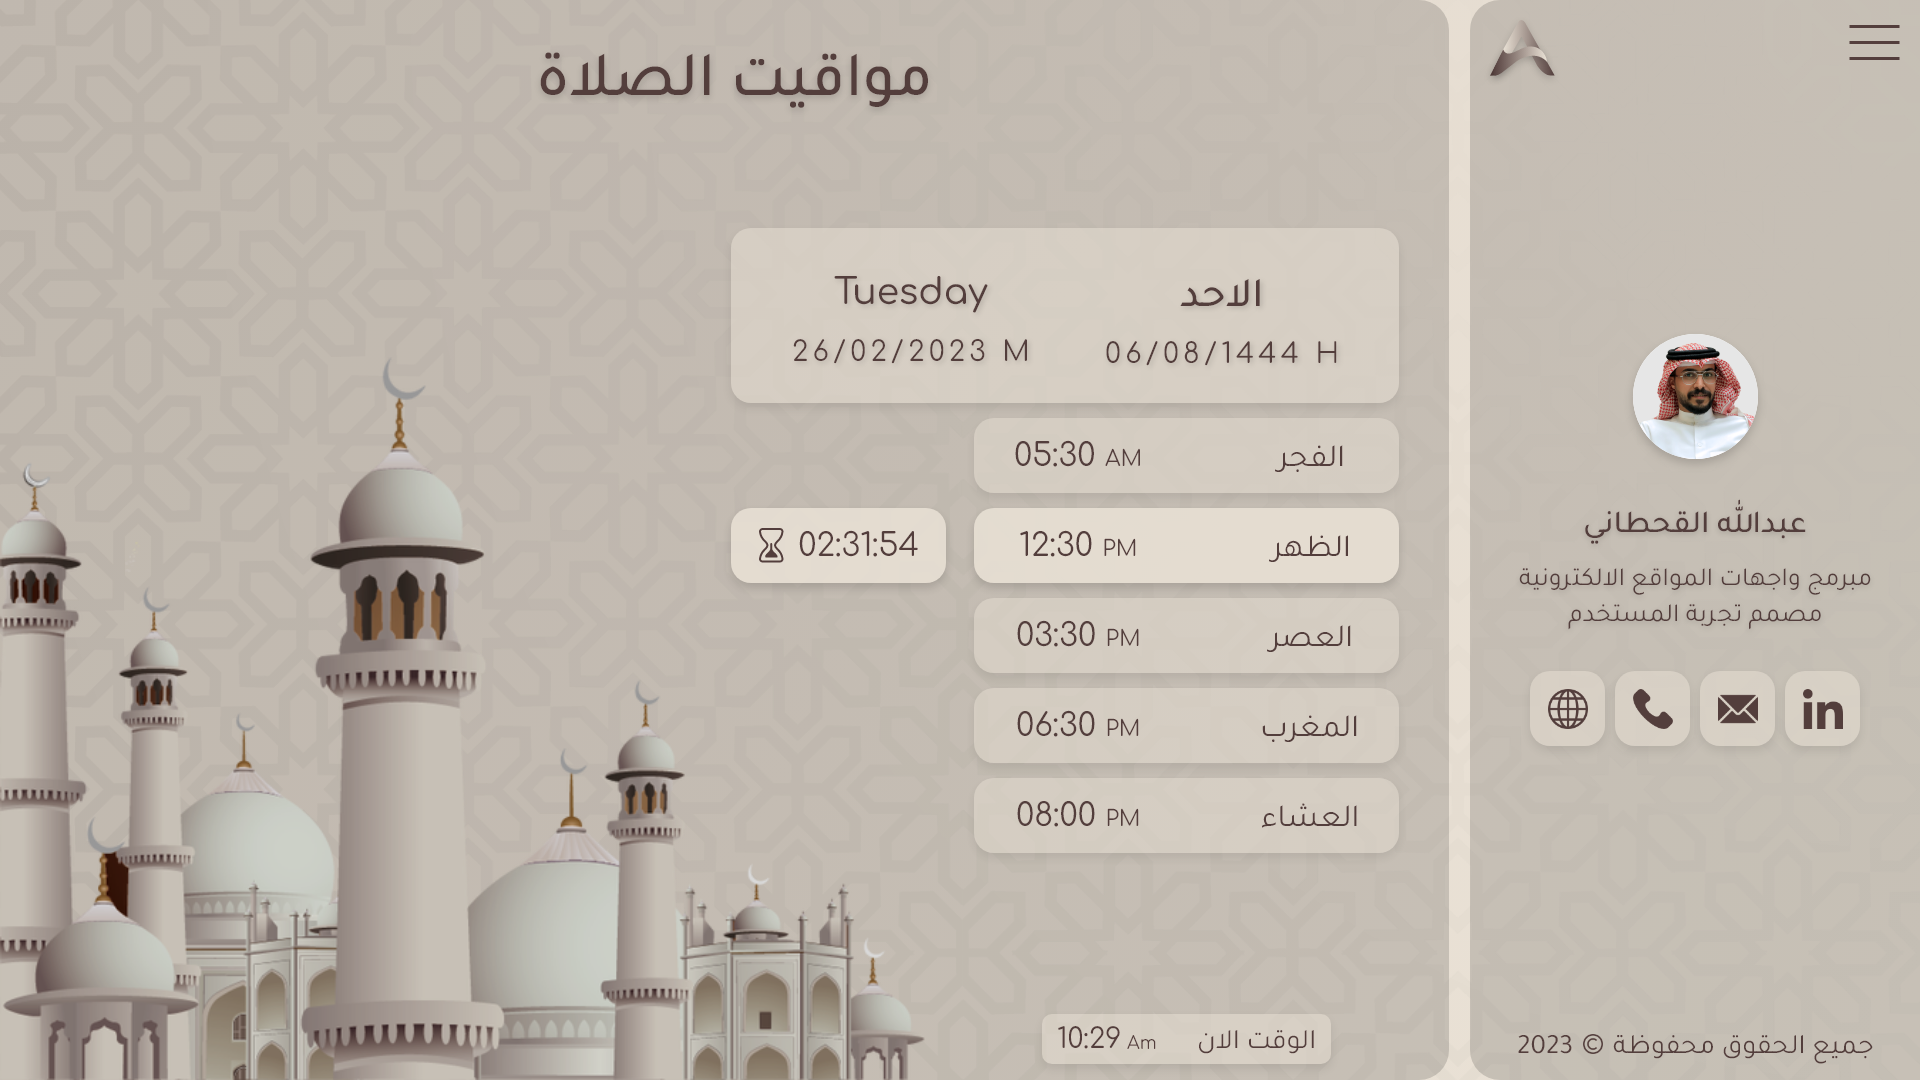 مواقيت الصلاة
الاحد
06/08/1444 H
Tuesday
26/02/2023 M
الفجر 05:30 AM
الظهر 12:30 PM
02:31:54
العصر 03:30 PM
المغرب 06:30 PM
العشاء 08:00 PM
الوقت الان 10:29 Am
عبدالله القحطاني
مبرمج واجهات المواقع الالكترونية
مصمم تجربة المستخدم
in
جميع الحقوق محفوظة © 2023